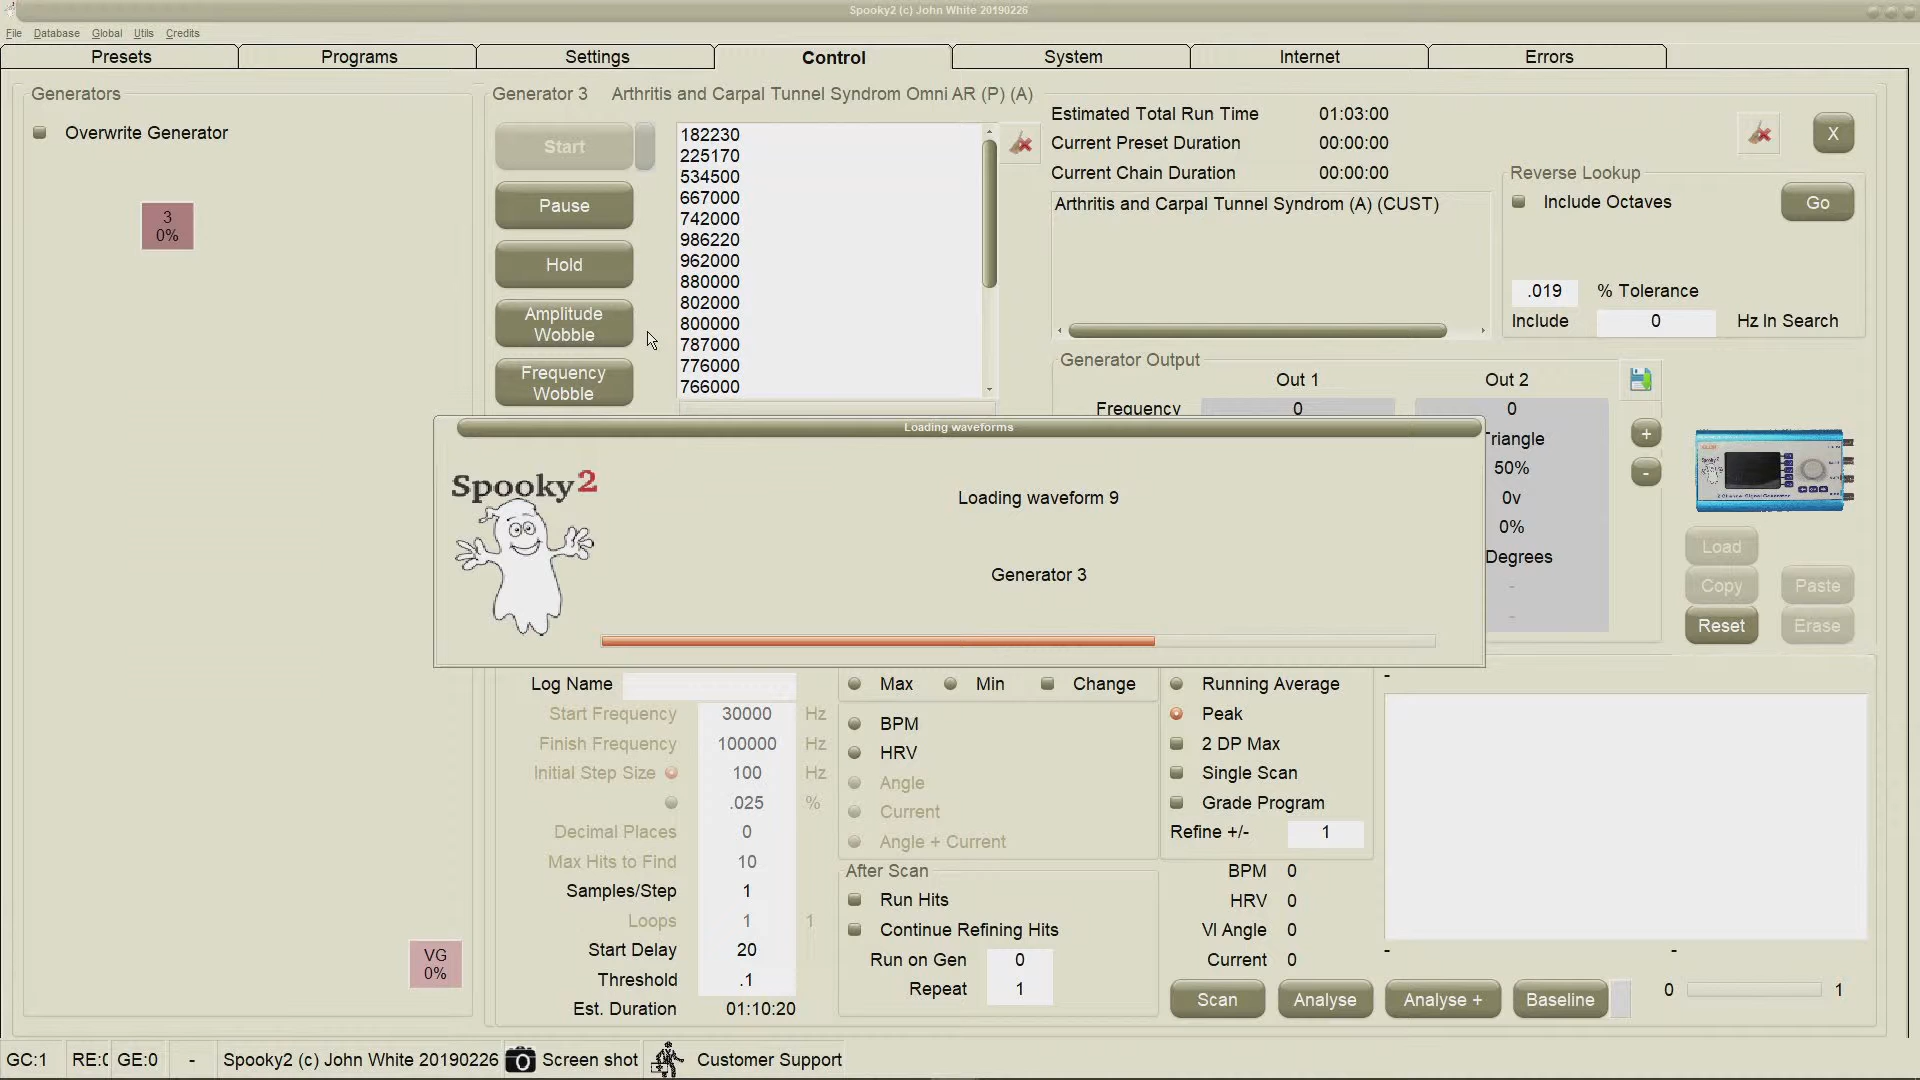 Spooky2 (c) John White 20190226
File Database Global Utils Credits
Presets Programs Settings Control System Internet Errors
Generators
Overwrite Generator
3
0%
VG
0%
Generator 3 Arthritis and Carpal Tunnel Syndrom Omni AR (P) (A)
Start
Pause
Hold
Amplitude
Wobble
Frequency
Wobble
182230
225170
534500
667000
742000
986220
962000
880000
802000
800000
787000
776000
766000
Estimated Total Run Time 01:03:00
Current Preset Duration 00:00:00
Current Chain Duration 00:00:00
Arthritis and Carpal Tunnel Syndrom (A) (CUST)
X
Reverse Lookup
Include Octaves Go
.019 % Tolerance
Include 0 Hz In Search
Generator Output
Out 1 Out 2
Frequency 0 0
Triangle
50%
0v
0%
Degrees
-
-
+
-
Load
Copy Paste
Reset Erase
Loading waveforms
Spooky2
Loading waveform 9
Generator 3
Log Name
Start Frequency 30000 Hz
Finish Frequency 100000 Hz
Initial Step Size 100 Hz
.025 %
Decimal Places 0
Max Hits to Find 10
Samples/Step 1
Loops 1 1
Start Delay 20
Threshold .1
Est. Duration 01:10:20
Max Min Change
BPM
HRV
Angle
Current
Angle + Current
After Scan
Run Hits
Continue Refining Hits
Run on Gen 0
Repeat 1
Running Average
Peak
2 DP Max
Single Scan
Grade Program
Refine +/- 1
BPM 0
HRV 0
VI Angle 0
Current 0
-
- -
Scan Analyse Analyse + Baseline 0 1
GC:1 RE:0 GE:0 - Spooky2 (c) John White 20190226 Screen shot Customer Support